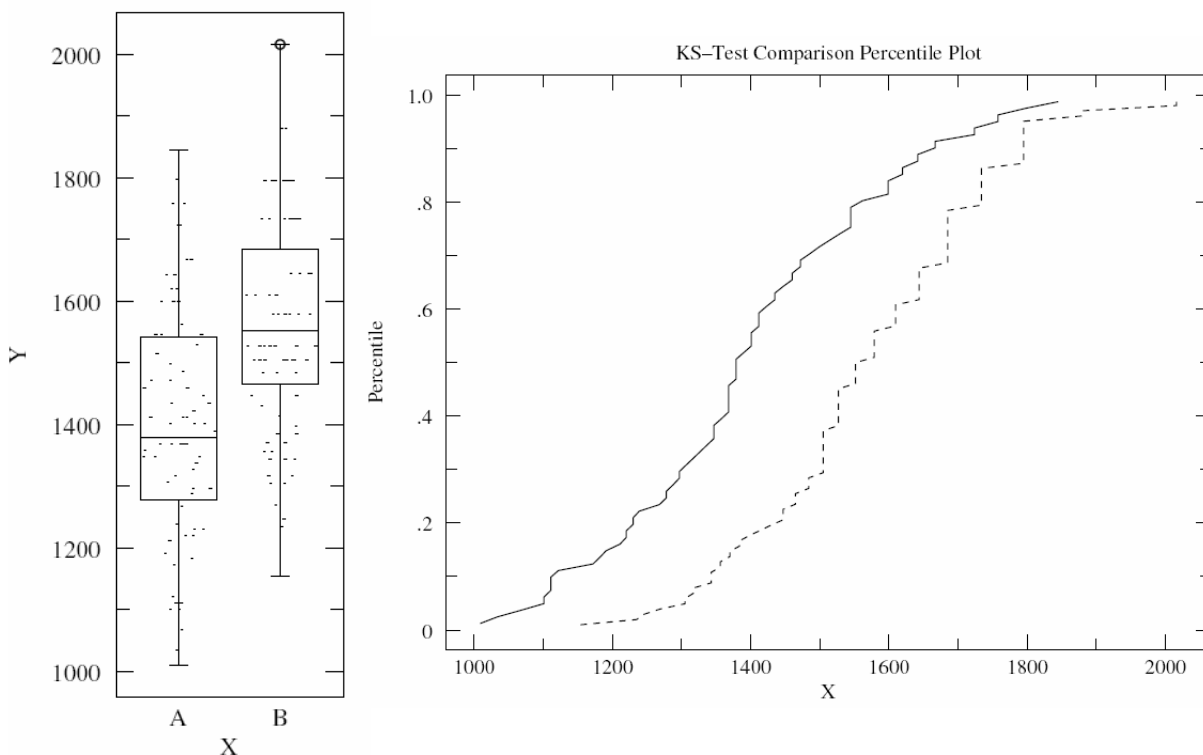 2000
1800
1600
1400
1200
1000
Y
A B
X
KS–Test Comparison Percentile Plot
1.0
.8
.6
.4
.2
0
Percentile
1000 1200 1400 1600 1800 2000
X